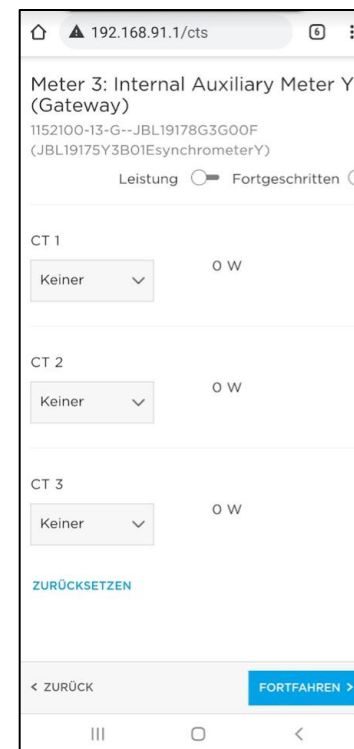 192.168.91.1/cts
6
Meter 3: Internal Auxiliary Meter Y
(Gateway)
1152100-13-G--JBL19178G3G00F
(JBL19175Y3B01EsynchrometerY)
Leistung Fortgeschritten
CT 1
Keiner
0 W
CT 2
Keiner
0 W
CT 3
Keiner
0 W
ZURÜCKSETZEN
< ZURÜCK
FORTFAHREN >